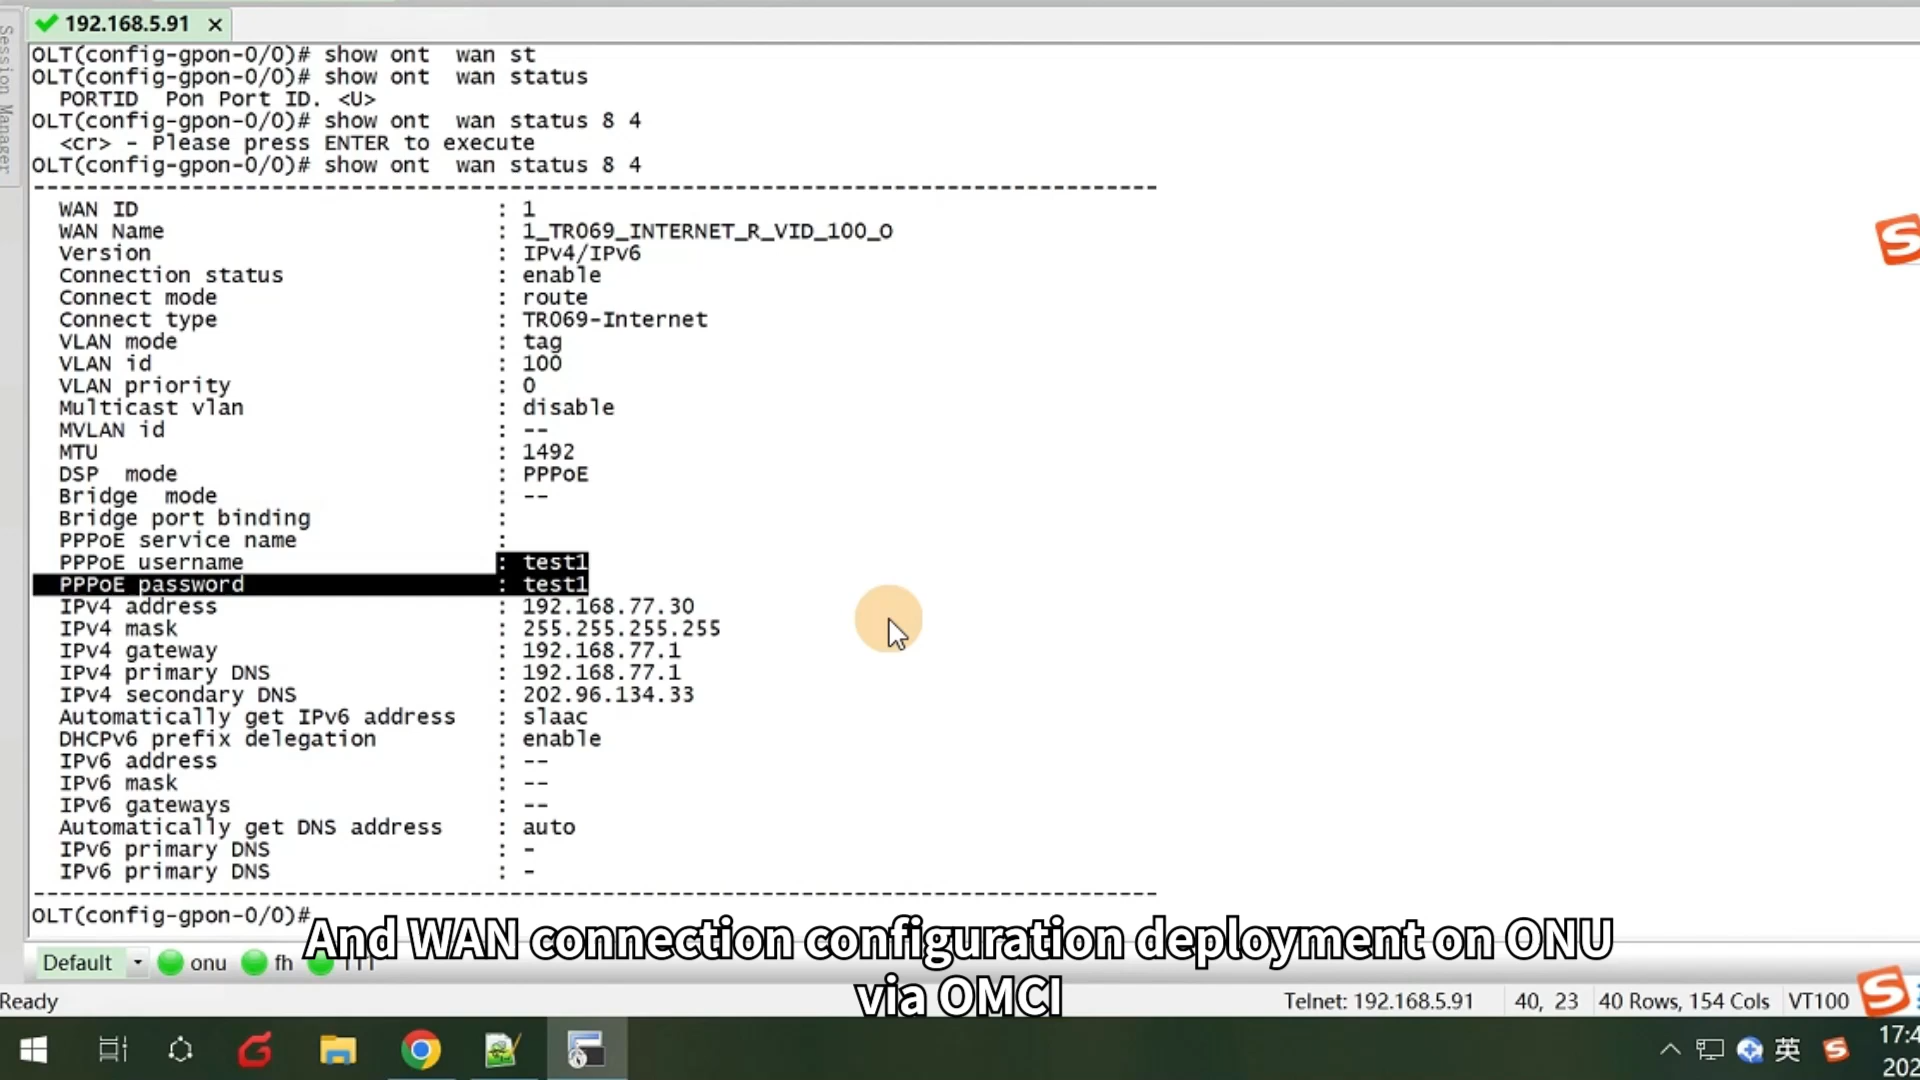 192.168.5.91
Session Manager
OLT(config-gpon-0/0)# show ont  wan st
OLT(config-gpon-0/0)# show ont  wan status
PORTID  Pon Port ID. <U>
OLT(config-gpon-0/0)# show ont  wan status 8 4
<cr> - Please press ENTER to execute
OLT(config-gpon-0/0)# show ont  wan status 8 4
WAN ID : 1
WAN Name : 1_TR069_INTERNET_R_VID_100_O
Version : IPv4/IPv6
Connection status : enable
Connect mode : route
Connect type : TR069-Internet
VLAN mode : tag
VLAN id : 100
VLAN priority : 0
Multicast vlan : disable
MVLAN id : --
MTU : 1492
DSP  mode : PPPoE
Bridge  mode : --
Bridge port binding :
PPPoE service name :
PPPoE username : test1
PPPoE password : test1
IPv4 address : 192.168.77.30
IPv4 mask : 255.255.255.255
IPv4 gateway : 192.168.77.1
IPv4 primary DNS : 192.168.77.1
IPv4 secondary DNS : 202.96.134.33
Automatically get IPv6 address : slaac
DHCPv6 prefix delegation : enable
IPv6 address : --
IPv6 mask : --
IPv6 gateways : --
Automatically get DNS address : auto
IPv6 primary DNS : -
IPv6 primary DNS : -
OLT(config-gpon-0/0)#
And WAN connection configuration deployment on ONU
via OMCI
Default onu fh
Ready Telnet: 192.168.5.91 40, 23 40 Rows, 154 Cols VT100
英
17:4
202